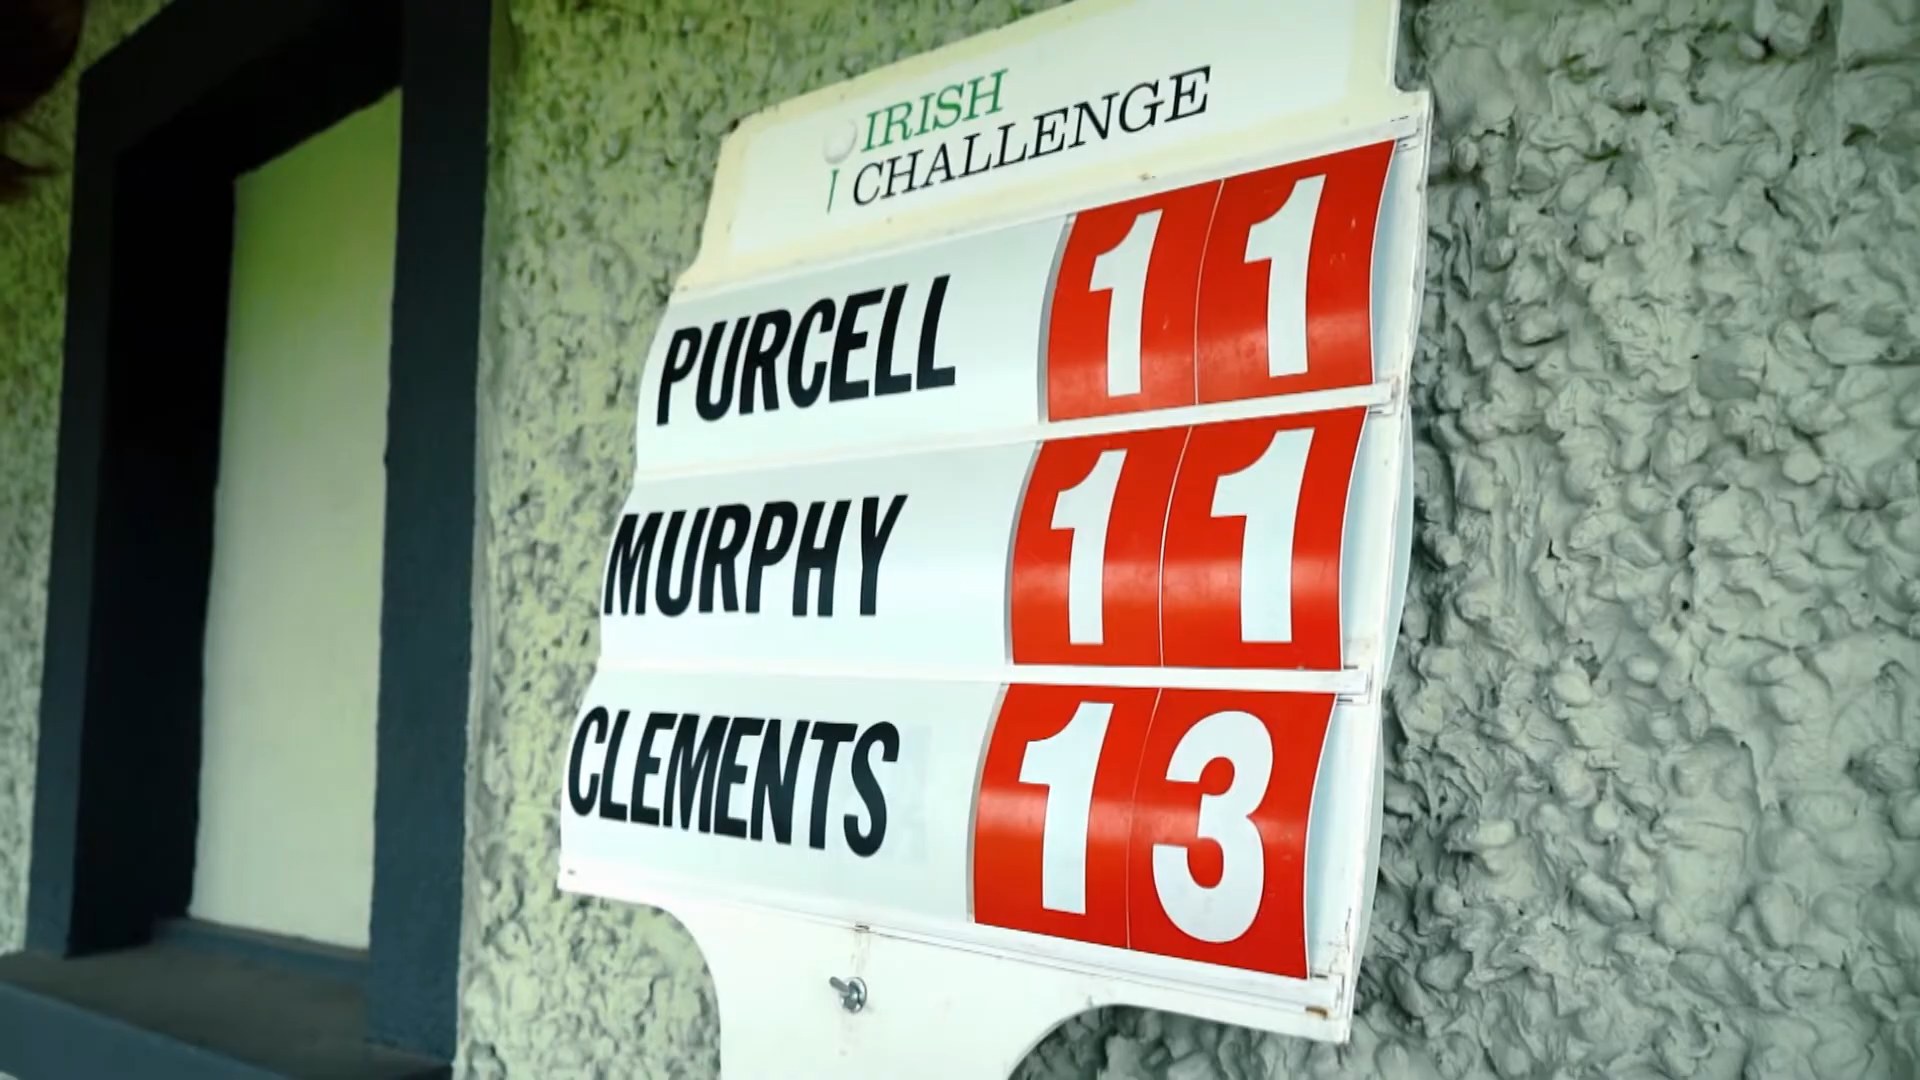 IRISH
CHALLENGE
PURCELL 11
MURPHY 11
CLEMENTS 13